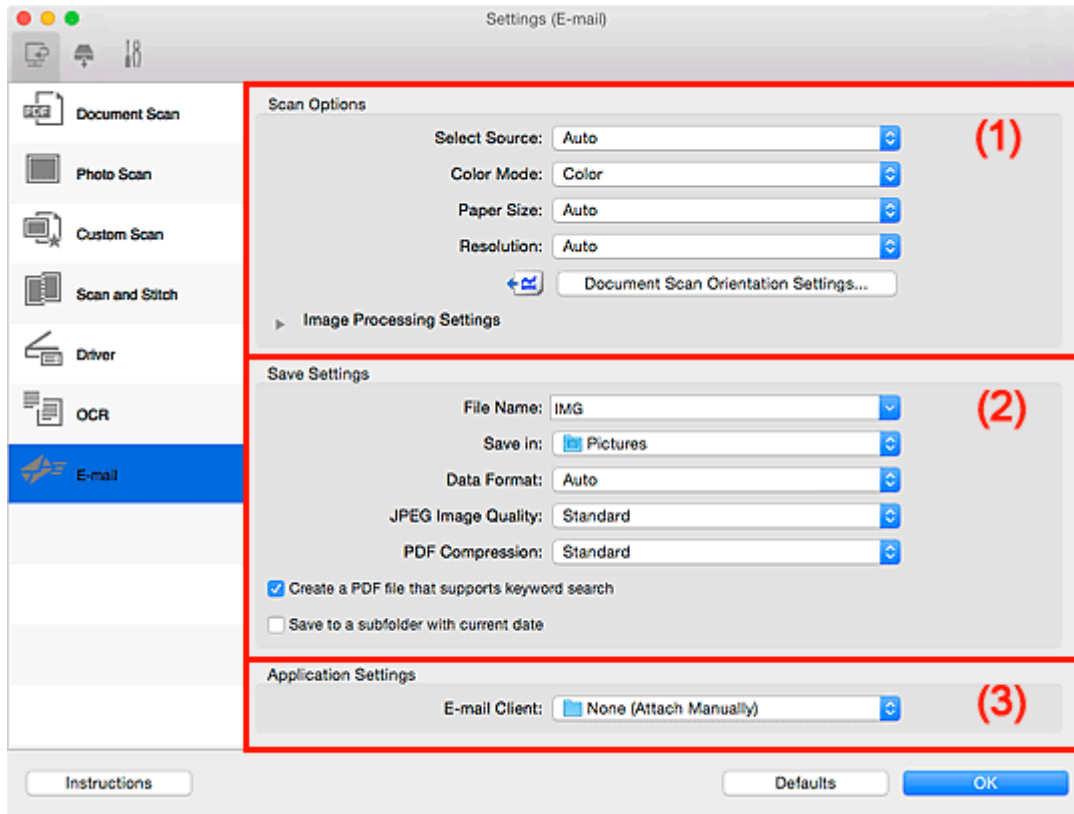 Settings (E-mail)
Document Scan
Photo Scan
Custom Scan
Scan and Stitch
Driver
OCR
E-mail
Scan Options
(1)
Select Source: Auto
Color Mode: Color
Paper Size: Auto
Resolution: Auto
Document Scan Orientation Settings...
Image Processing Settings
Save Settings
(2)
File Name: IMG
Save in: Pictures
Data Format: Auto
JPEG Image Quality: Standard
PDF Compression: Standard
Create a PDF file that supports keyword search
Save to a subfolder with current date
Application Settings
(3)
E-mail Client: None (Attach Manually)
Instructions
Defaults
OK